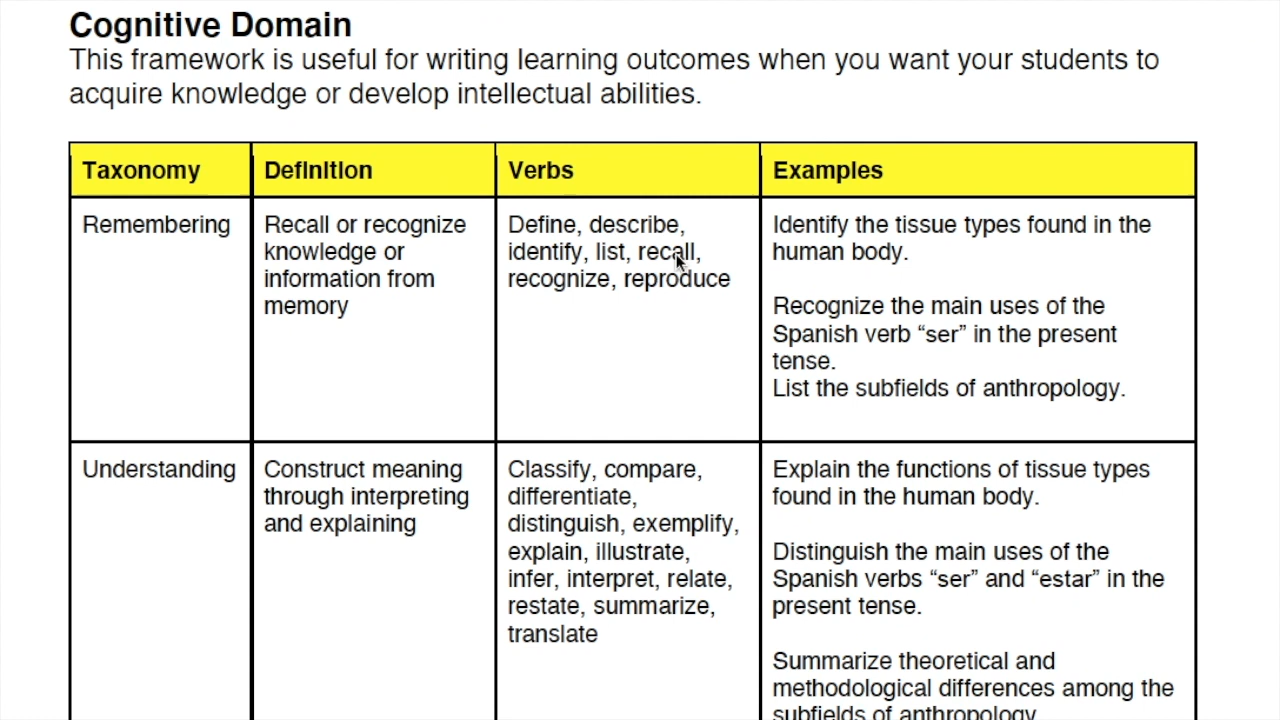 Cognitive Domain
This framework is useful for writing learning outcomes when you want your students to
acquire knowledge or develop intellectual abilities.
Taxonomy
Definition
Verbs
Examples
Remembering
Recall or recognize
knowledge or
information from
memory
Define, describe,
identify, list, recall,
recognize, reproduce
Identify the tissue types found in the
human body.
Recognize the main uses of the
Spanish verb “ser” in the present
tense.
List the subfields of anthropology.
Understanding
Construct meaning
through interpreting
and explaining
Classify, compare,
differentiate,
distinguish, exemplify,
explain, illustrate,
infer, interpret, relate,
restate, summarize,
translate
Explain the functions of tissue types
found in the human body.
Distinguish the main uses of the
Spanish verbs “ser” and “estar” in the
present tense.
Summarize theoretical and
methodological differences among the
subfields of anthropology.